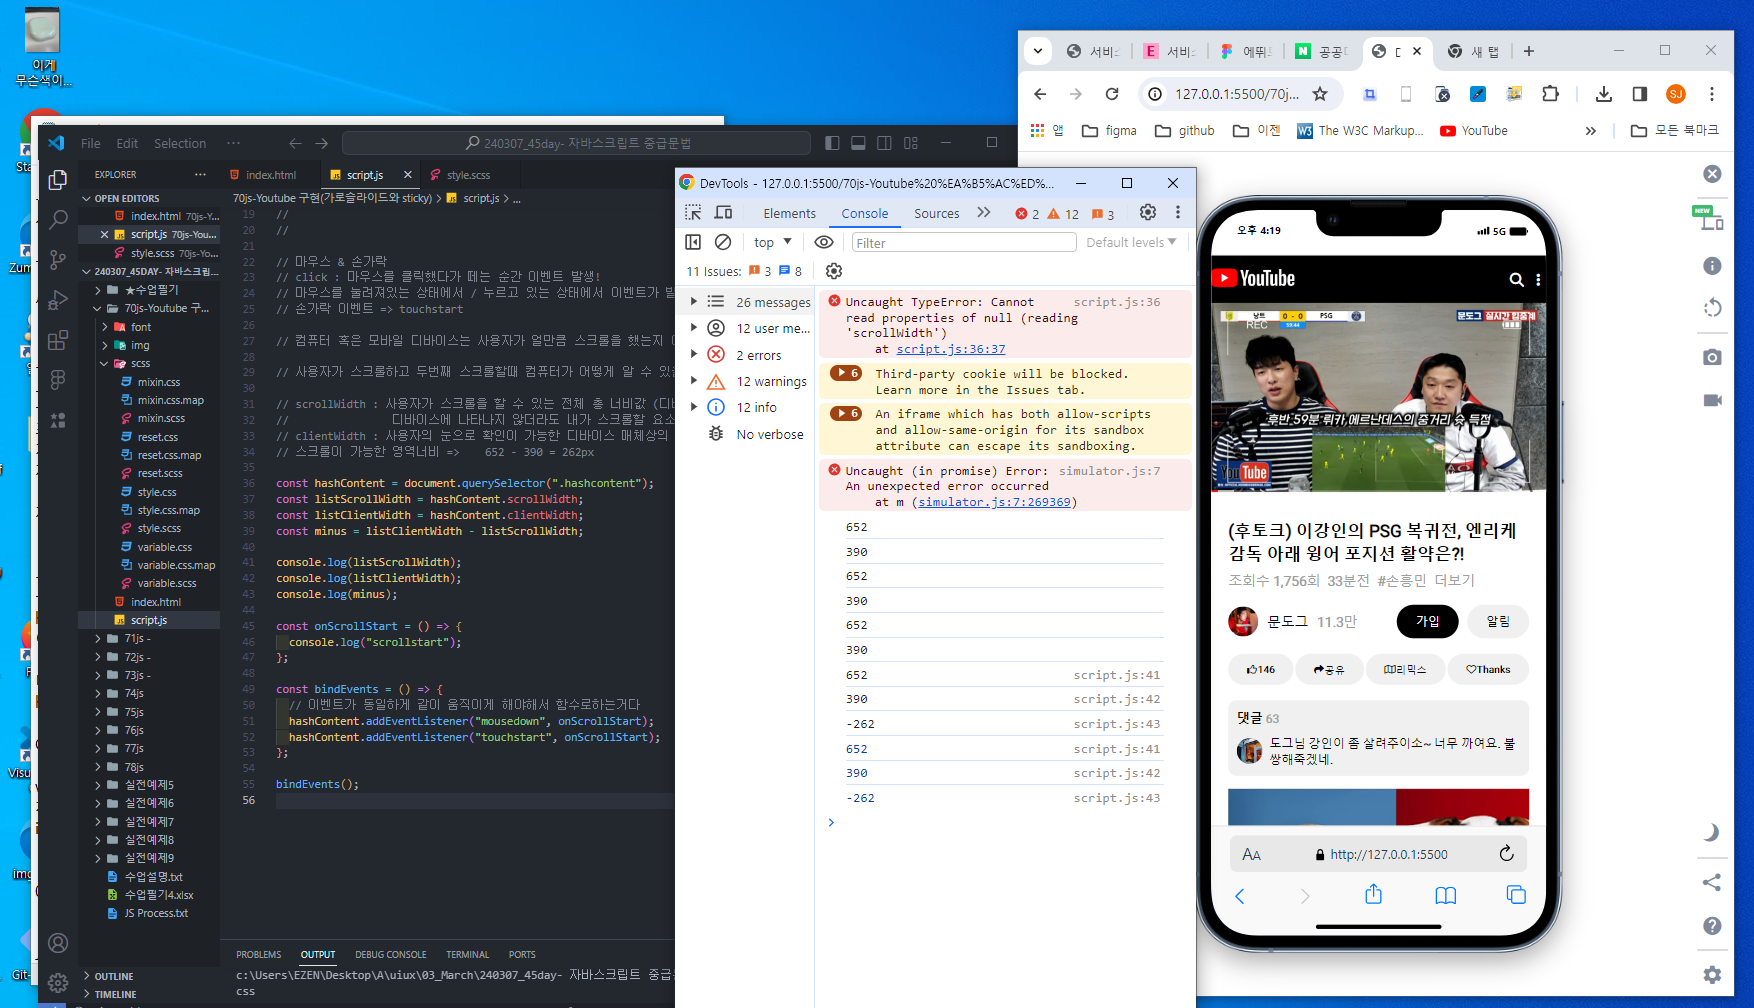 이게
무슨색이...
File
Edit
Selection
240307_45day- 자바스크립트 중급문법
EXPLORER
index.html
script.js
style.scss
OPEN EDITORS
index.html 70js-Y...
script.js 70js-You...
style.scss 70js-Yo...
240307_45DAY- 자바스크립...
★수업필기
70js-Youtube 구...
font
img
scss
mixin.css
mixin.css.map
mixin.scss
reset.css
reset.css.map
reset.scss
style.css
style.css.map
style.scss
variable.css
variable.css.map
variable.scss
index.html
script.js
71js -
72js -
73js -
74js
75js
76js
77js
78js
실전예제5
실전예제6
실전예제7
실전예제8
실전예제9
수업설명.txt
수업필기4.xlsx
JS Process.txt
OUTLINE
TIMELINE
70js-Youtube 구현(가로슬라이드와 sticky) > script.js > ...
19 //
20 //
21
22 // 마우스 & 손가락
23 // click : 마우스를 클릭했다가 떼는 순간 이벤트 발생!
24 // 마우스를 눌려져있는 상태에서 / 누르고 있는 상태에서 이벤트가 발
25 // 손가락 이벤트 => touchstart
26
27 // 컴퓨터 혹은 모바일 디바이스는 사용자가 얼만큼 스크롤을 했는지
28
29 // 사용자가 스크롤하고 두번째 스크롤할때 컴퓨터가 어떻게 알 수
30
31 // scrollWidth : 사용자가 스크롤을 할 수 있는 전체 총 너비값 (디바
32 // 디바이스에 나타나지 않더라도 내가 스크롤할 요소
33 // clientWidth : 사용자의 눈으로 확인이 가능한 디바이스 매체상의
34 // 스크롤이 가능한 영역너비 => 652 - 390 = 262px
35
36 const hashContent = document.querySelector(".hashcontent");
37 const listScrollWidth = hashContent.scrollWidth;
38 const listClientWidth = hashContent.clientWidth;
39 const minus = listClientWidth - listScrollWidth;
40
41 console.log(listScrollWidth);
42 console.log(listClientWidth);
43 console.log(minus);
44
45 const onScrollStart = () => {
46 console.log("scrollstart");
47 };
48
49 const bindEvents = () => {
50 // 이벤트가 동일하게 같이 움직이게 해야해서 함수로하는거다
51 hashContent.addEventListener("mousedown", onScrollStart);
52 hashContent.addEventListener("touchstart", onScrollStart);
53 };
54
55 bindEvents();
56
PROBLEMS
OUTPUT
DEBUG CONSOLE
TERMINAL
PORTS
c:\Users\EZEN\Desktop\A\uiux\03_March\240307_45day- 자바스크립트 중급
css
DevTools - 127.0.0.1:5500/70js-Youtube%20%EA%B5%AC%ED%...
Elements
Console
Sources
2
12
3
top
Filter
Default levels
11 Issues: 3 8
26 messages
12 user me...
2 errors
12 warnings
12 info
No verbose
Uncaught TypeError: Cannot script.js:36
read properties of null (reading
'scrollWidth')
at script.js:36:37
6 Third-party cookie will be blocked.
Learn more in the Issues tab.
6 An iframe which has both allow-scripts
and allow-same-origin for its sandbox
attribute can escape its sandboxing.
Uncaught (in promise) Error: simulator.js:7
An unexpected error occurred
at m (simulator.js:7:269369)
652
390
652
390
652
390
652 script.js:41
390 script.js:42
-262 script.js:43
652 script.js:41
390 script.js:42
-262 script.js:43
서비스
E 서비스
에뛰
N 공공
새 탭
127.0.0.1:5500/70j...
SJ
앱
figma
github
이젠
W3C The W3C Markup...
YouTube
모든 북마크
NEW
오후 4:19
5G
YouTube
낭트 0 - 0 PSG
59:44
REC
문도그 실시간 입중계
후반 59분 뤼카 에르난데스의 중거리 슛 득점
YouTube
(후토크) 이강인의 PSG 복귀전, 엔리케
감독 아래 윙어 포지션 활약은?!
조회수 1,756회 33분전 #손흥민 더보기
문도그 11.3만
가입
알림
146
공유
리믹스
Thanks
댓글 63
도그님 강인이 좀 살려주이소~ 너무 까여요. 불
쌍해죽겠네.
AA
http://127.0.0.1:5500